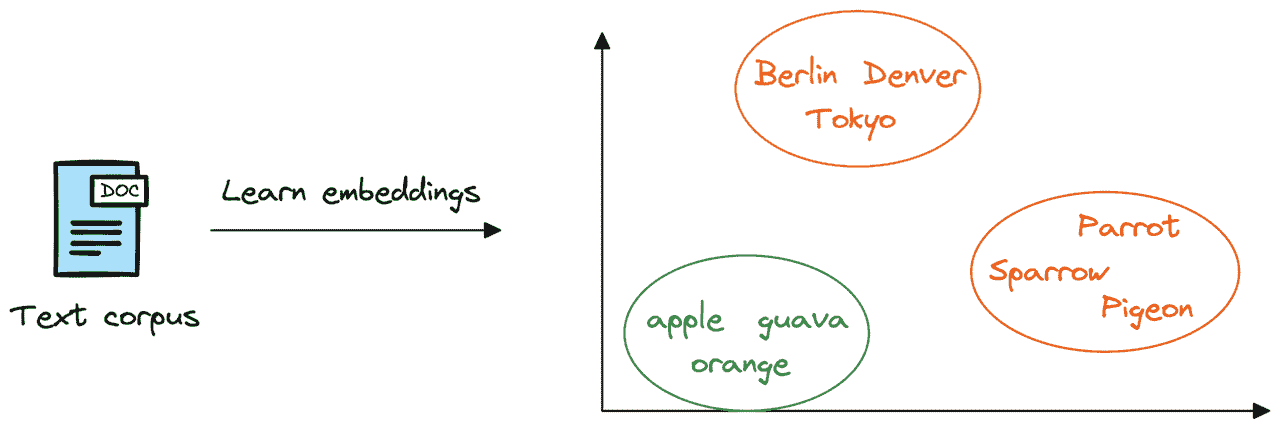 DOC
Text corpus
Learn embeddings
Berlin Denver
Tokyo
Parrot
Sparrow
Pigeon
apple guava
orange